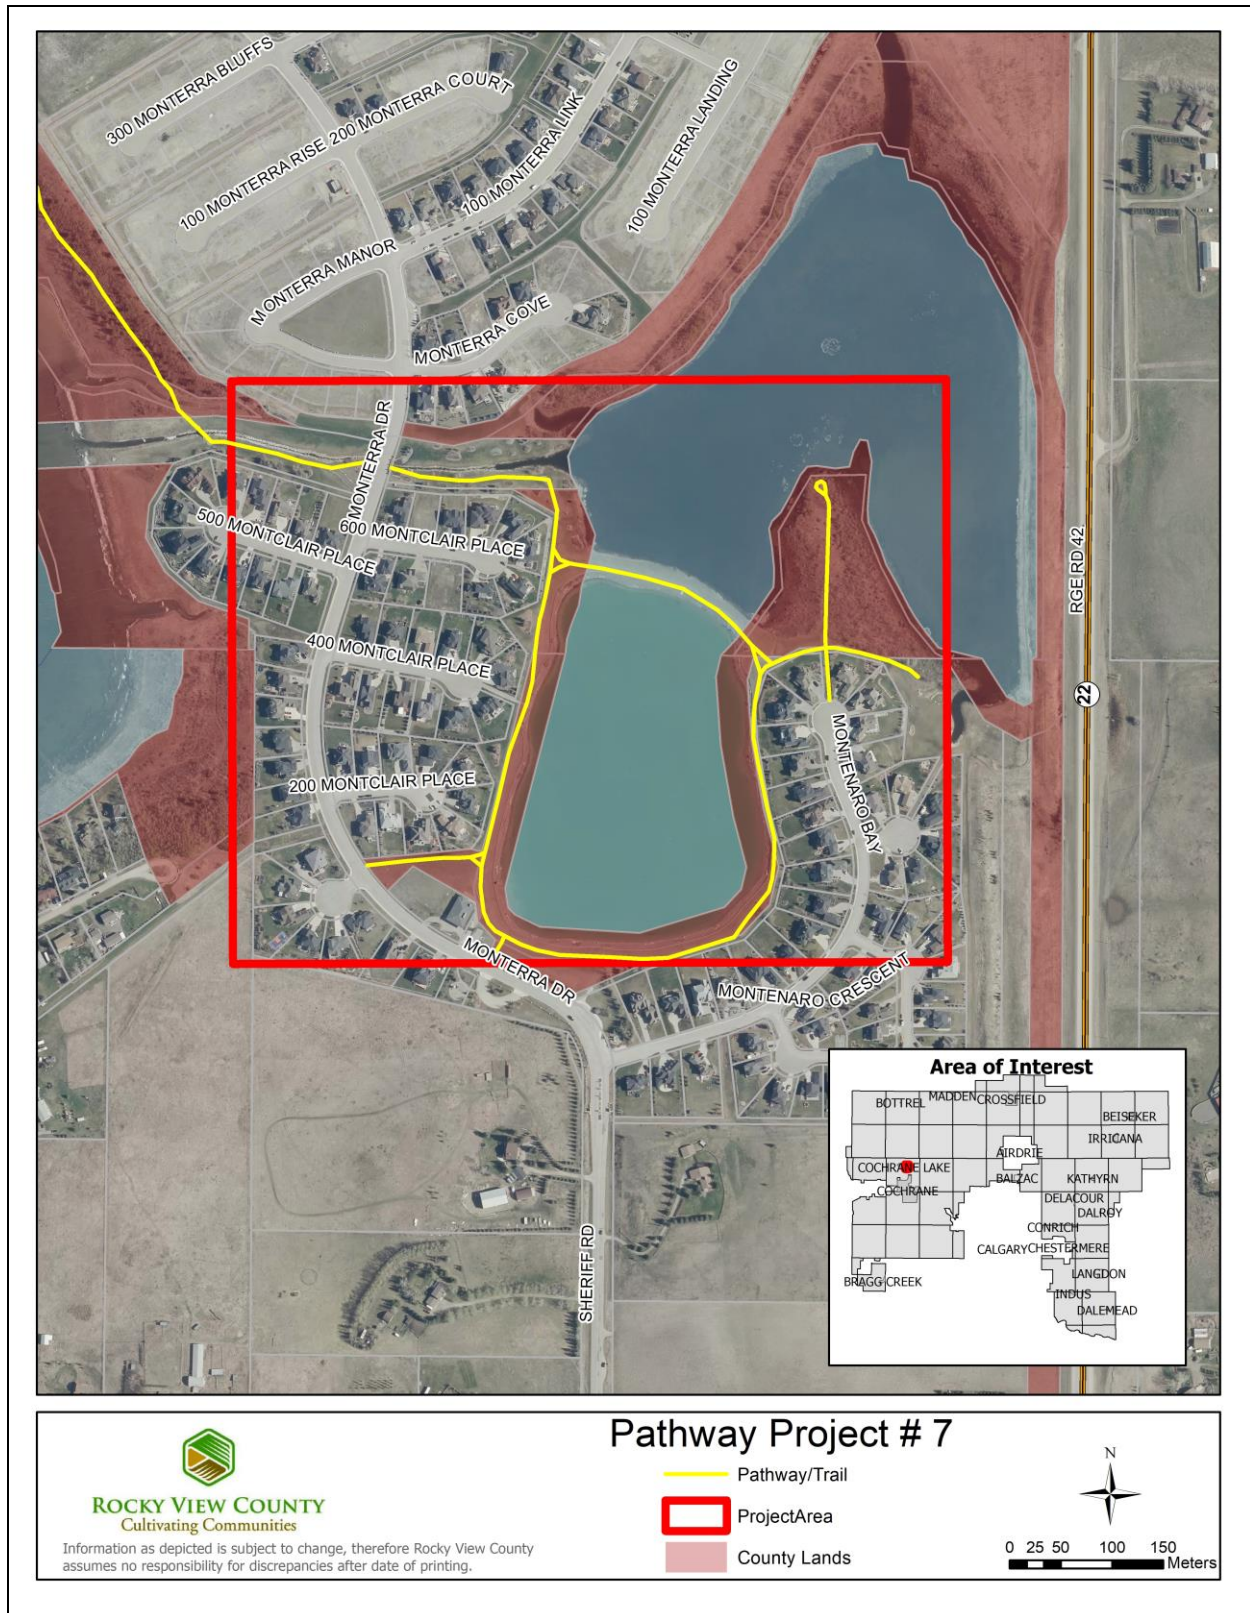 300 MONTERRA BLUFFS
200 MONTERRA COURT
100 MONTERRA RISE
100 MONTERRA LINK
100 MONTERRA LANDING
MONTERRA MANOR
MONTERRA COVE
MONTERRA DR
500 MONTCLAIR PLACE
600 MONTCLAIR PLACE
RGE RD 42
400 MONTCLAIR PLACE
22
MONTENARO BAY
200 MONTCLAIR PLACE
MONTERRA DR
MONTENARO CRESCENT
SHERIFF RD
Area of Interest
BOTTREL
MADDEN
CROSSFIELD
BEISEKER
IRRICANA
AIRDRIE
COCHRANE LAKE
BALZAC
KATHYRN
COCHRANE
DELACOUR
DALROY
CONRICH
CALGARY
CHESTERMERE
LANGDON
BRAGG CREEK
INDUS
DALEMEAD
Pathway Project # 7
Pathway/Trail
ProjectArea
County Lands
ROCKY VIEW COUNTY
Cultivating Communities
Information as depicted is subject to change, therefore Rocky View County
assumes no responsibility for discrepancies after date of printing.
N
0 25 50 100 150
Meters